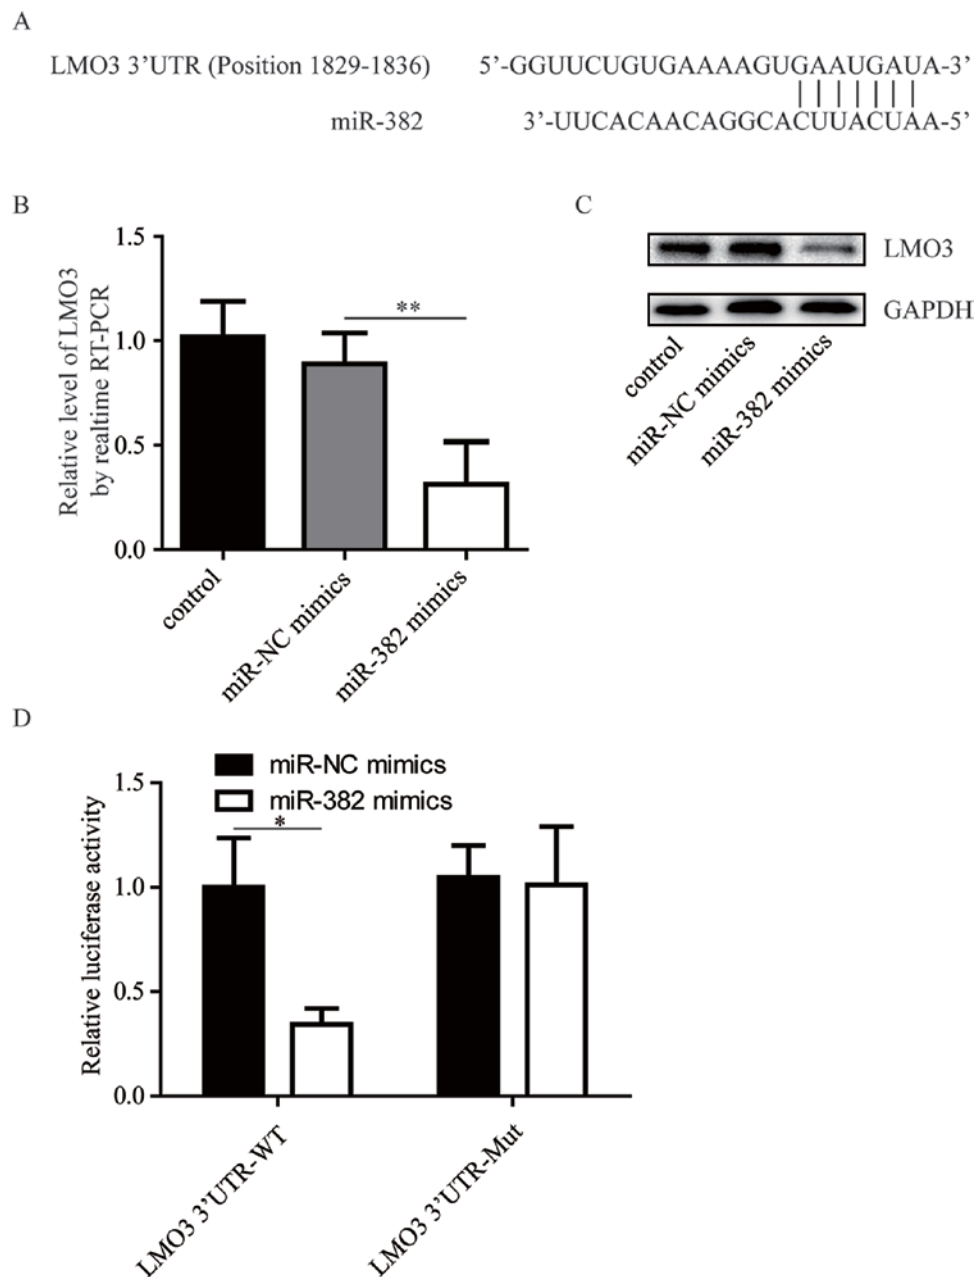 A
LMO3 3’UTR (Position 1829-1836) 5’-GGUUCUGUGAAAAGUGAAUGAUA-3’
miR-382 3’-UUCACAACAGGCACUUACUAA-5’
B
Relative level of LMO3
by realtime RT-PCR
1.5
1.0
0.5
0.0
**
control
miR-NC mimics
miR-382 mimics
C
LMO3
GAPDH
control
miR-NC mimics
miR-382 mimics
D
miR-NC mimics
miR-382 mimics
Relative luciferase activity
1.5
1.0
0.5
0.0
*
LMO3 3’UTR-WT
LMO3 3’UTR-Mut